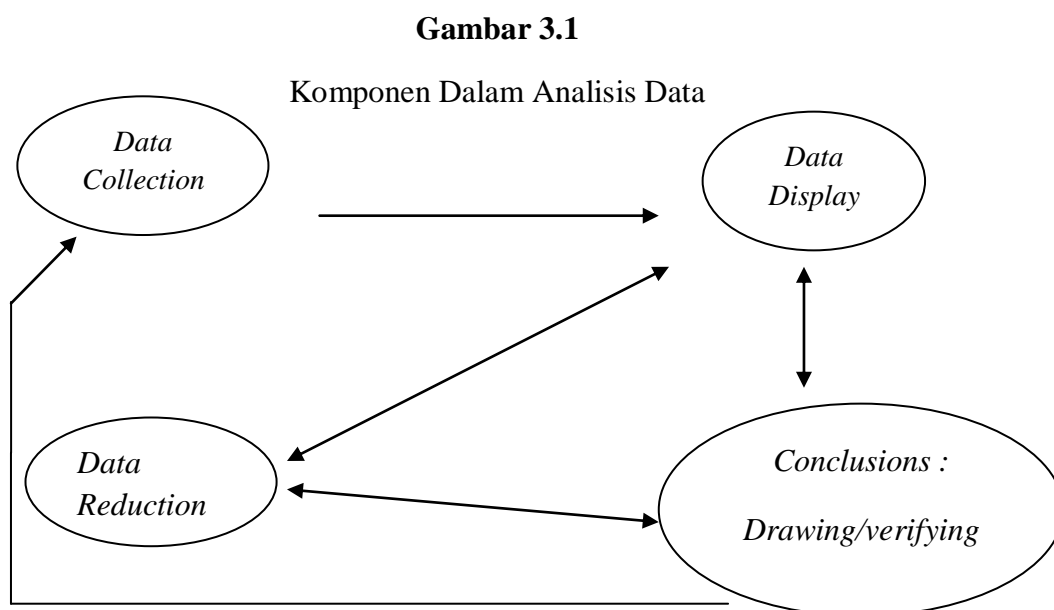 Gambar 3.1
Komponen Dalam Analisis Data
Data
Collection
Data
Display
Data
Reduction
Conclusions :
Drawing/verifying